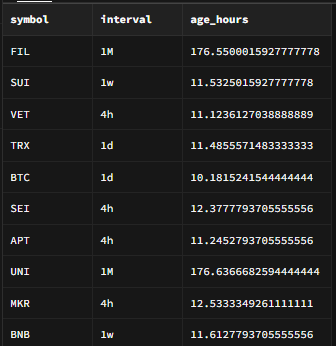 symbol interval age_hours
FIL 1M 176.5500015927777778
SUI 1w 11.5325015927777778
VET 4h 11.1236127038888889
TRX 1d 11.4855571483333333
BTC 1d 10.1815241544444444
SEI 4h 12.3777793705555556
APT 4h 11.2452793705555556
UNI 1M 176.6366682594444444
MKR 4h 12.5333349261111111
BNB 1w 11.6127793705555556